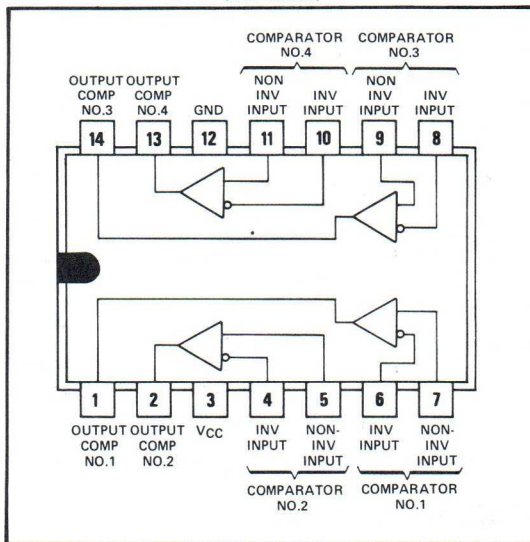 COMPARATOR NO.4
COMPARATOR NO.3
OUTPUT COMP NO.3
OUTPUT COMP NO.4
GND
NON INV INPUT
INV INPUT
NON INV INPUT
INV INPUT
14 13 12 11 10 9 8
1 2 3 4 5 6 7
OUTPUT COMP NO.1
OUTPUT COMP NO.2
VCC
INV INPUT
NON-INV INPUT
INV INPUT
NON-INV INPUT
COMPARATOR NO.2
COMPARATOR NO.1